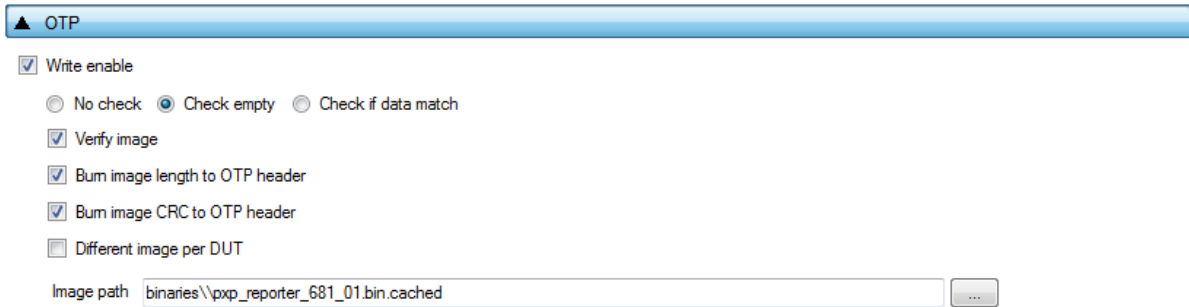 OTP
Write enable
No check Check empty Check if data match
Verify image
Burn image length to OTP header
Burn image CRC to OTP header
Different image per DUT
Image path binaries\\pxp_reporter_681_01.bin.cached ...